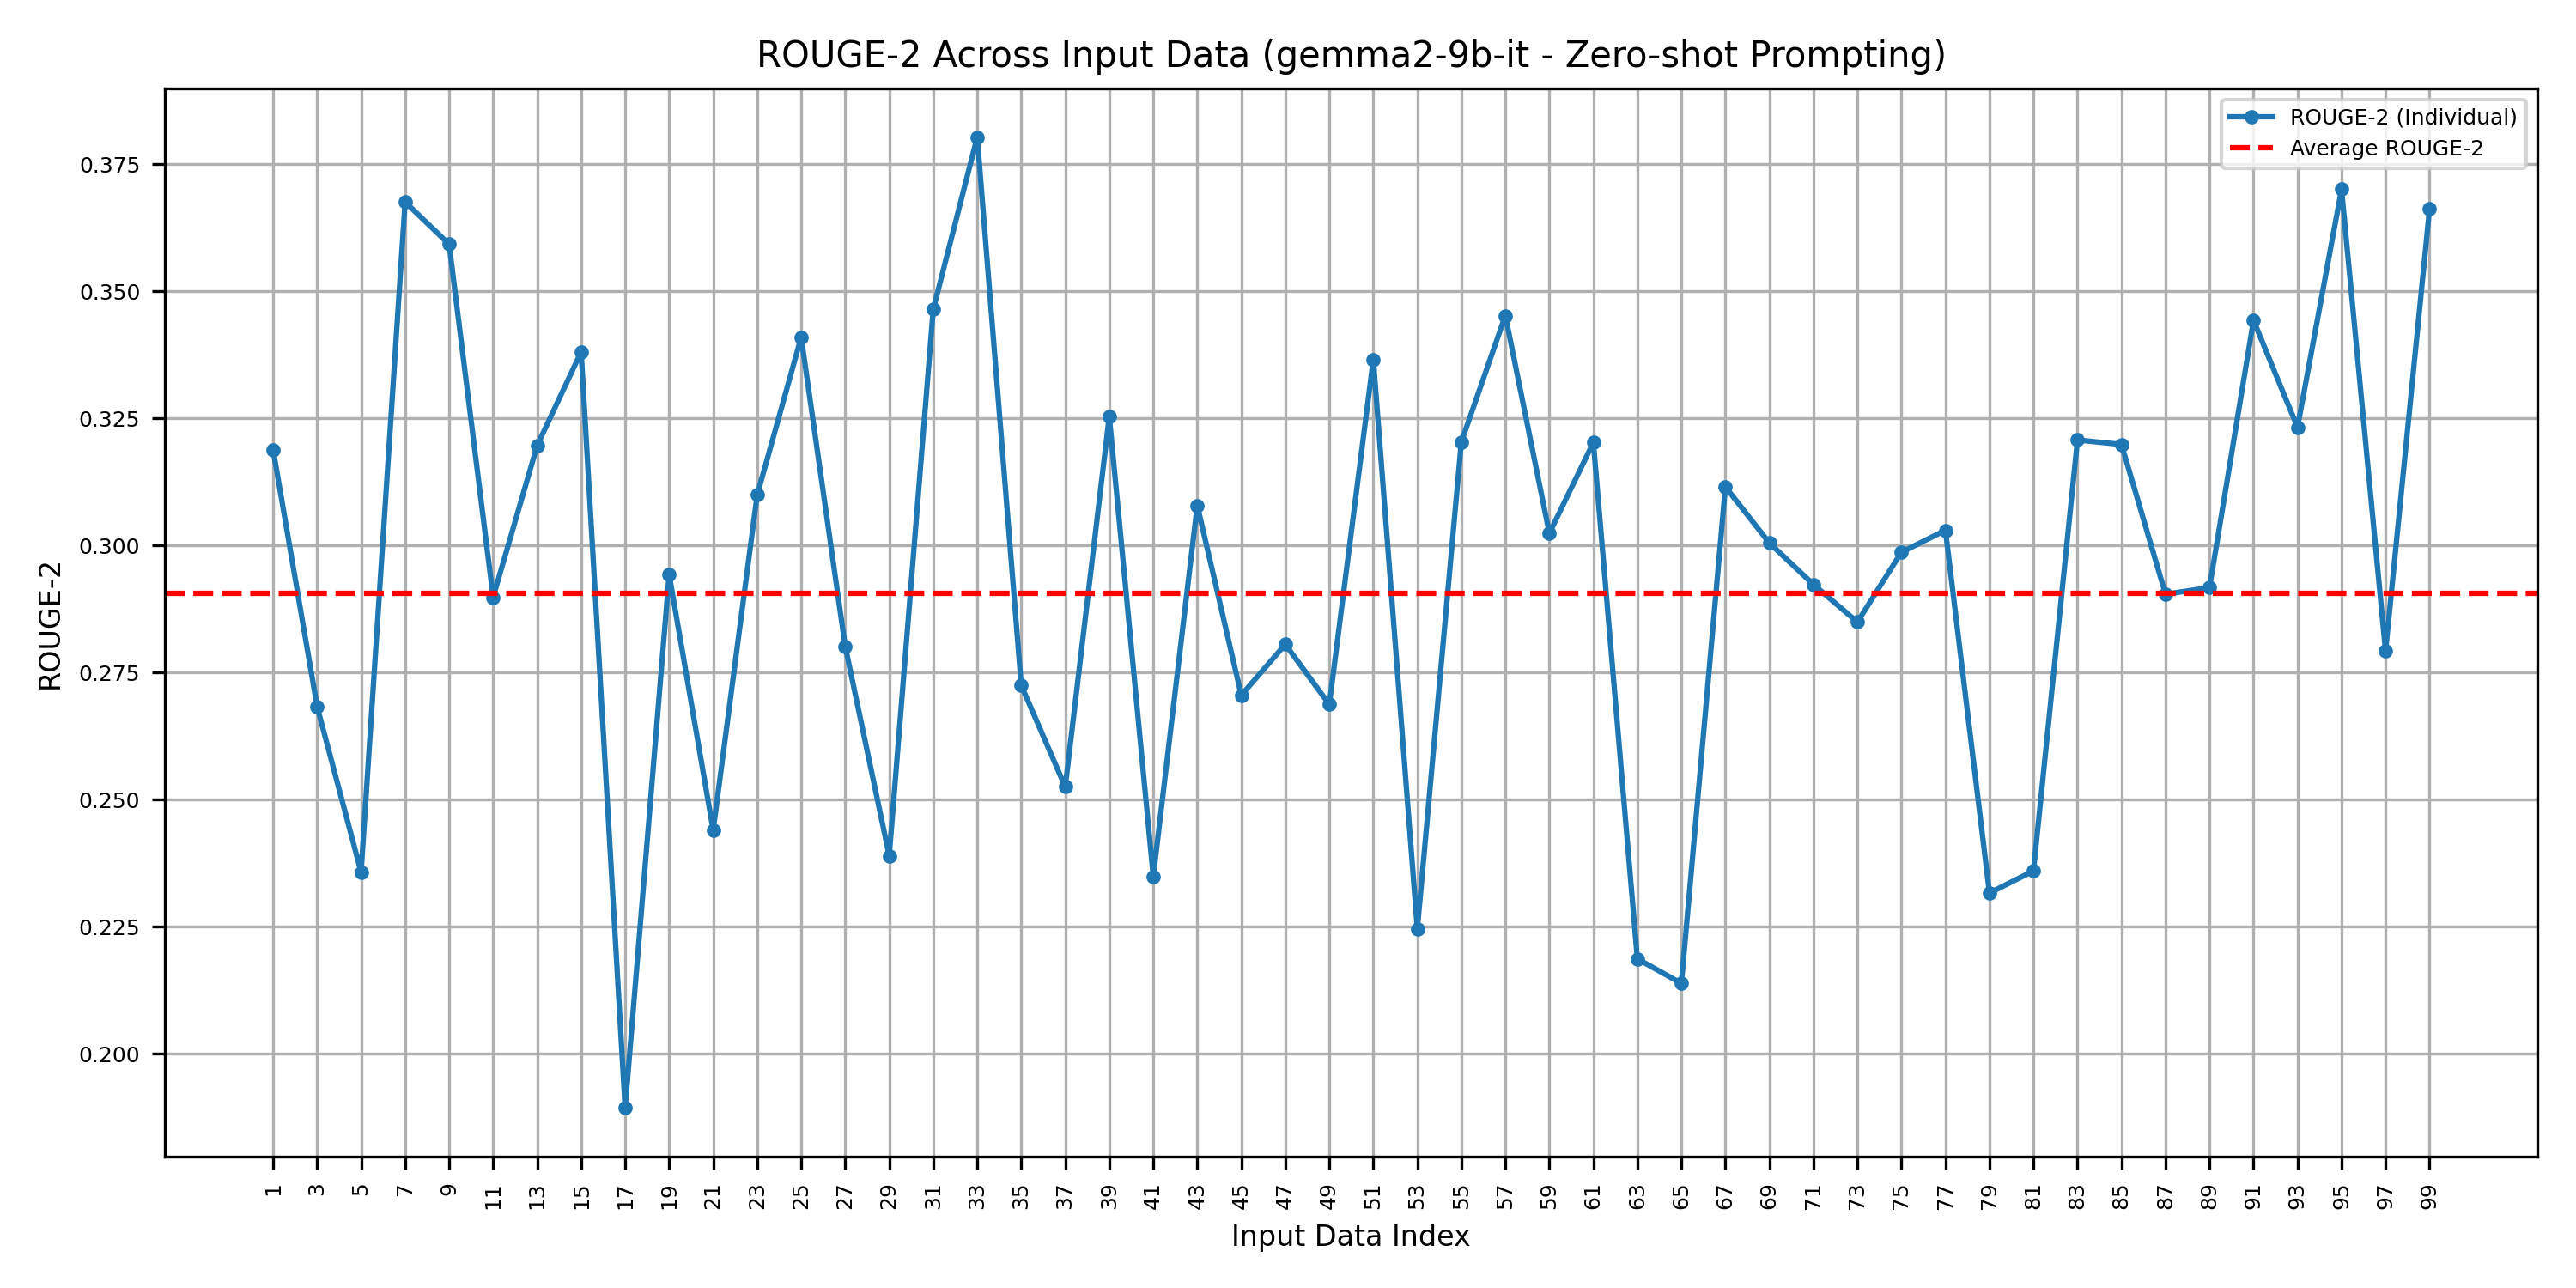 ROUGE-2 Across Input Data (gemma2-9b-it - Zero-shot Prompting)
ROUGE-2 (Individual)
Average ROUGE-2
0.375
0.350
0.325
0.300
0.275
0.250
0.225
0.200
ROUGE-2
1 3 5 7 9 11 13 15 17 19 21 23 25 27 29 31 33 35 37 39 41 43 45 47 49 51 53 55 57 59 61 63 65 67 69 71 73 75 77 79 81 83 85 87 89 91 93 95 97 99
Input Data Index